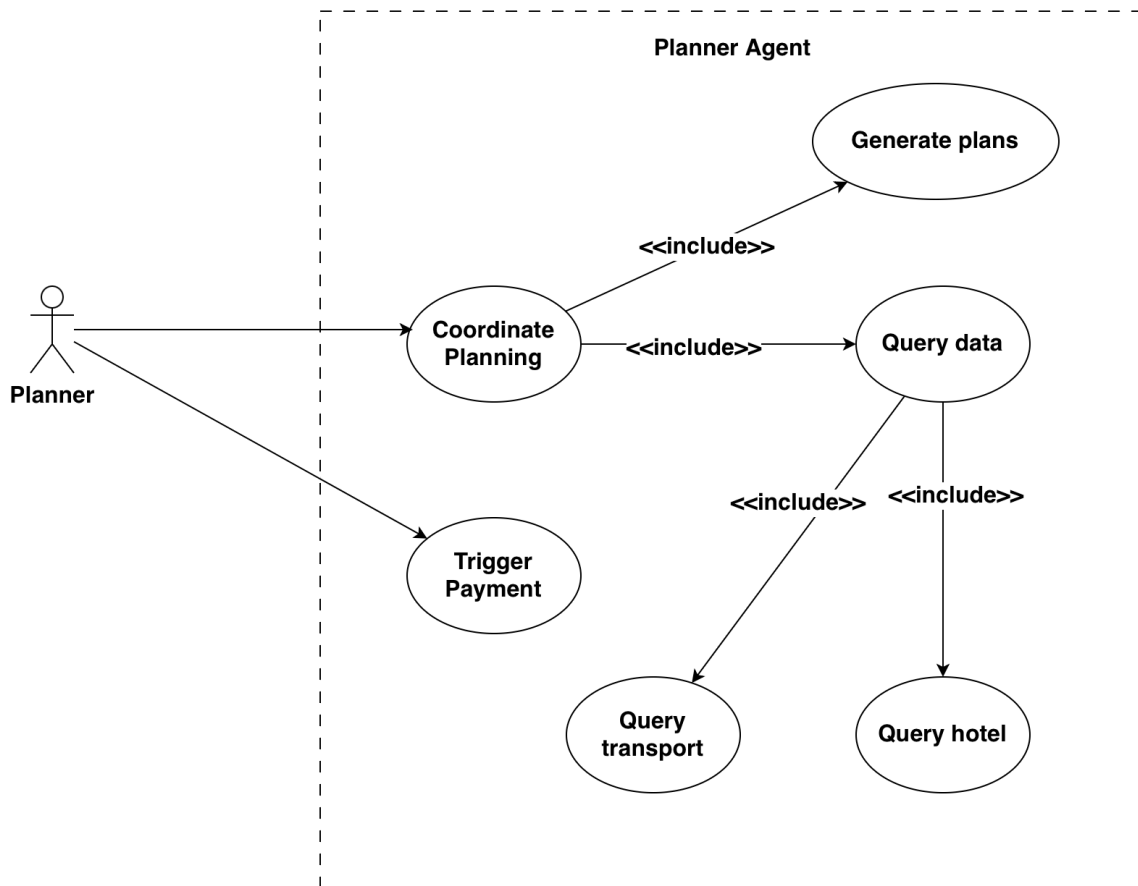 Planner Agent
Generate plans
<<include>>
Coordinate
Planning
<<include>>
Query data
Planner
<<include>>
<<include>>
Trigger
Payment
Query
transport
Query hotel